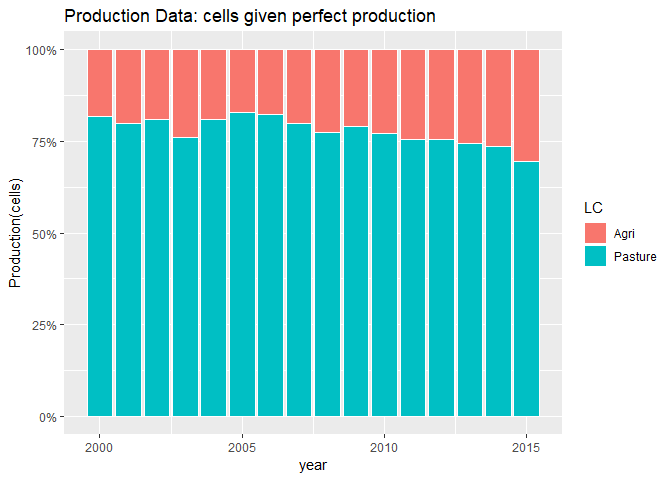 Production Data: cells given perfect production
100%
75%
50%
25%
0%
Production(cells)
2000
2005
2010
2015
year
LC
Agri
Pasture